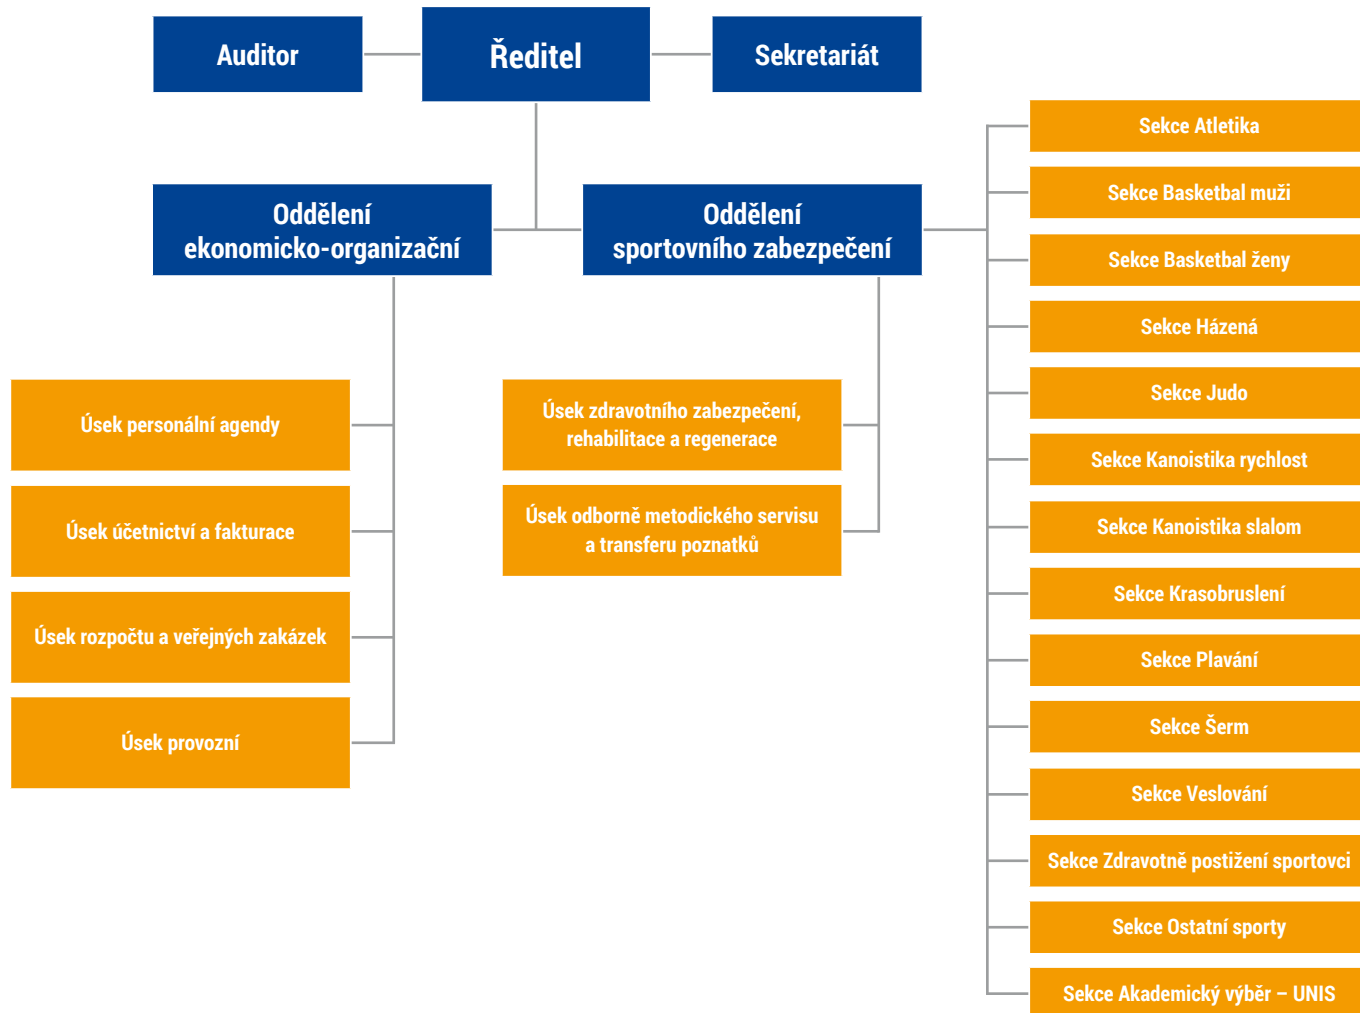 Auditor
Ředitel
Sekretariát
Oddělení
ekonomicko-organizační
Oddělení
sportovního zabezpečení
Úsek personální agendy
Úsek účetnictví a fakturace
Úsek rozpočtu a veřejných zakázek
Úsek provozní
Úsek zdravotního zabezpečení,
rehabilitace a regenerace
Úsek odborně metodického servisu
a transferu poznatků
Sekce Atletika
Sekce Basketbal muži
Sekce Basketbal ženy
Sekce Házená
Sekce Judo
Sekce Kanoistika rychlost
Sekce Kanoistika slalom
Sekce Krasobruslení
Sekce Plavání
Sekce Šerm
Sekce Veslování
Sekce Zdravotně postižení sportovci
Sekce Ostatní sporty
Sekce Akademický výběr – UNIS